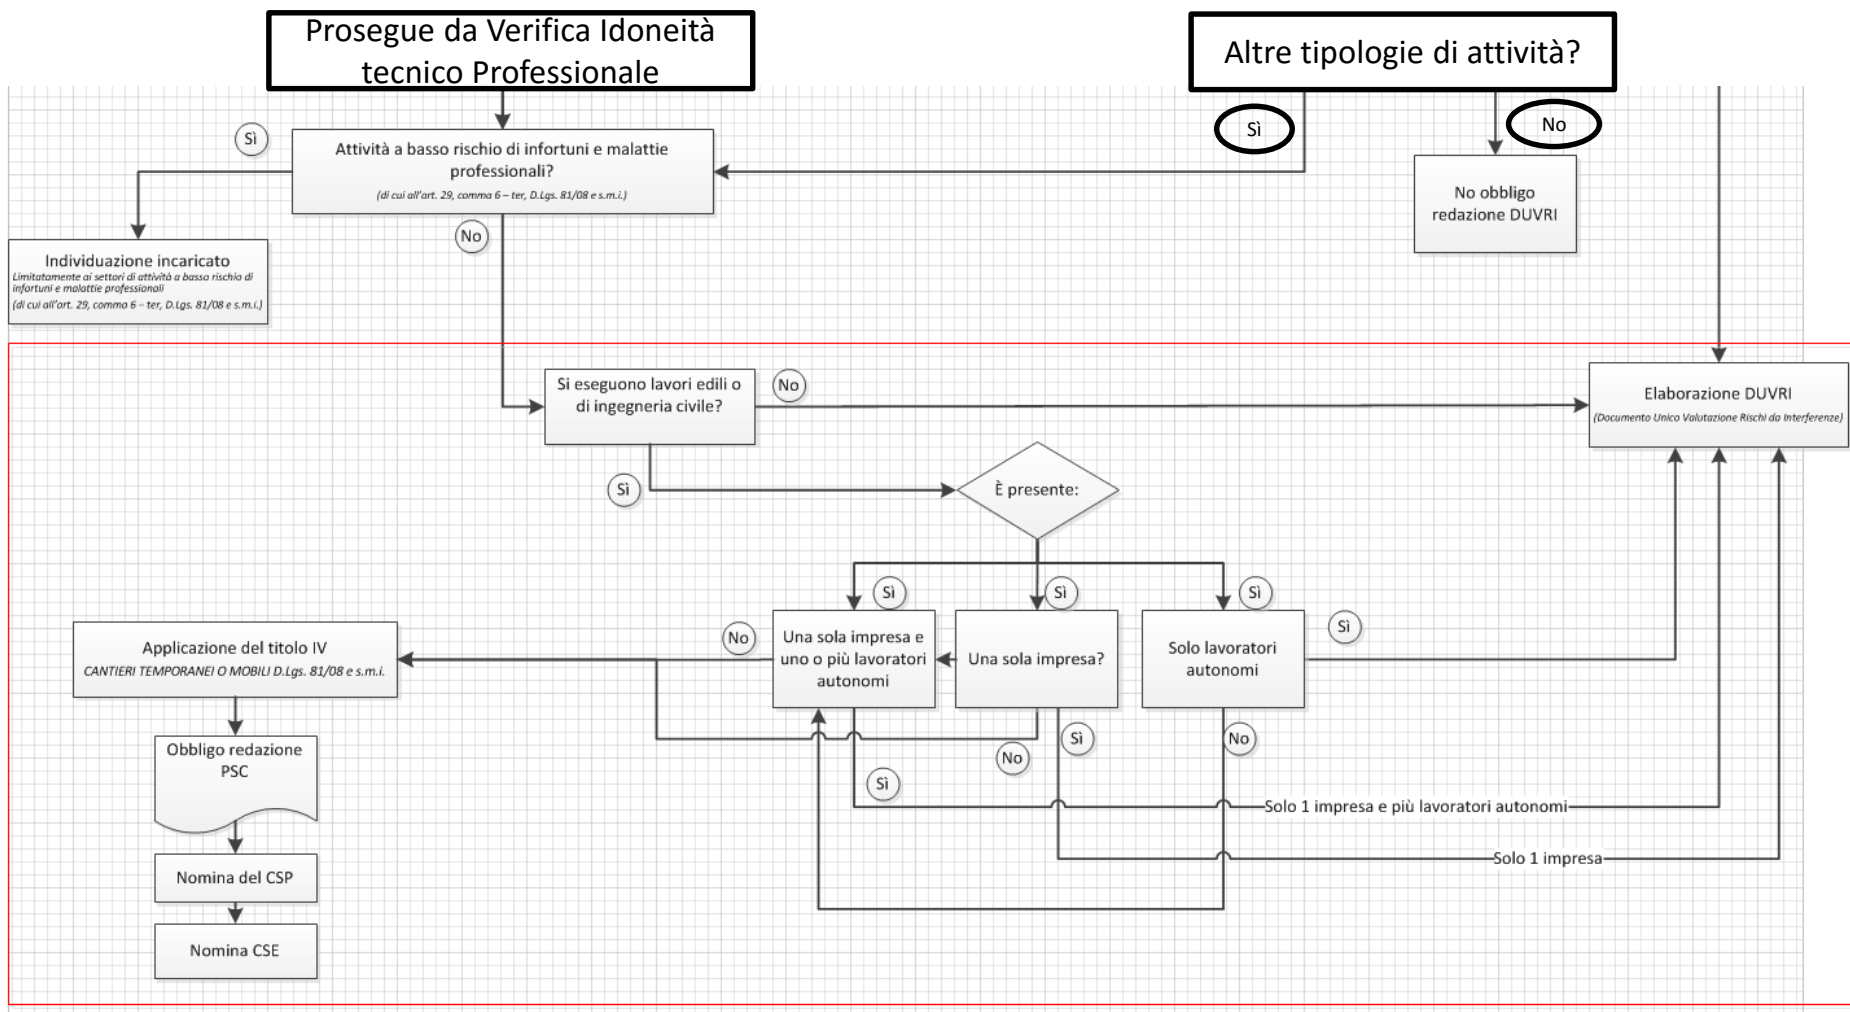 Prosegue da Verifica Idoneità
tecnico Professionale
Altre tipologie di attività?
Sì
Sì
No
Attività a basso rischio di infortuni e malattie
professionali?
(di cui all'art. 29, comma 6 – ter, D.Lgs. 81/08 e s.m.i.)
No obbligo
redazione DUVRI
No
Individuazione incaricato
Limitatamente ai settori di attività a basso rischio di
infortuni e malattie professionali
(di cui all'art. 29, comma 6 – ter, D.Lgs. 81/08 e s.m.i.)
Si eseguono lavori edili o
di ingegneria civile?
No
Elaborazione DUVRI
(Documento Unico Valutazione Rischi da Interferenze)
Sì
È presente:
Sì
Sì
Sì
Applicazione del titolo IV
CANTIERI TEMPORANEI O MOBILI D.Lgs. 81/08 e s.m.i.
No
Una sola impresa e
uno o più lavoratori
autonomi
Una sola impresa?
Solo lavoratori
autonomi
Sì
Obbligo redazione
PSC
No
Sì
No
Sì
Solo 1 impresa e più lavoratori autonomi
Solo 1 impresa
Nomina del CSP
Nomina CSE